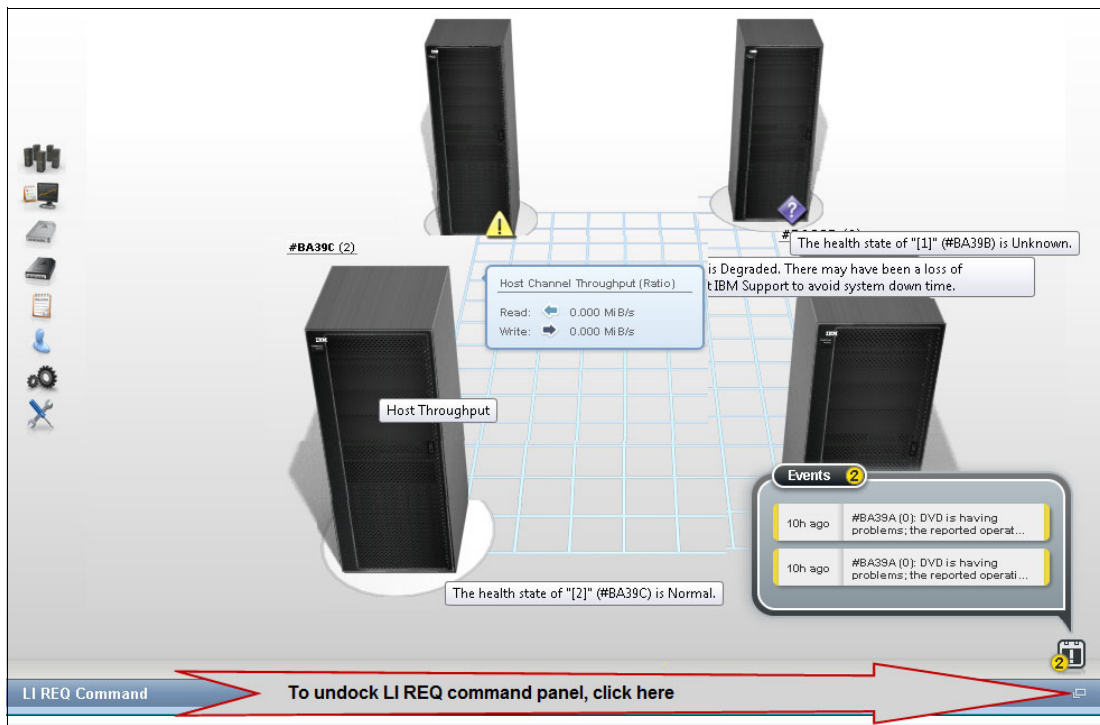 IBM
IBM
#BA39C (2)
The health state of "[1]" (#BA39B) is Unknown.
is Degraded. There may have been a loss of
t IBM Support to avoid system down time.
Host Channel Throughput (Ratio)
Read: 0.000 MiB/s
Write: 0.000 MiB/s
IBM
IBM
Host Throughput
Events 2
10h ago
#BA39A (0): DVD is having
problems; the reported operat...
10h ago
#BA39A (0): DVD is having
problems; the reported operati...
The health state of "[2]" (#BA39C) is Normal.
2
LI REQ Command
To undock LI REQ command panel, click here